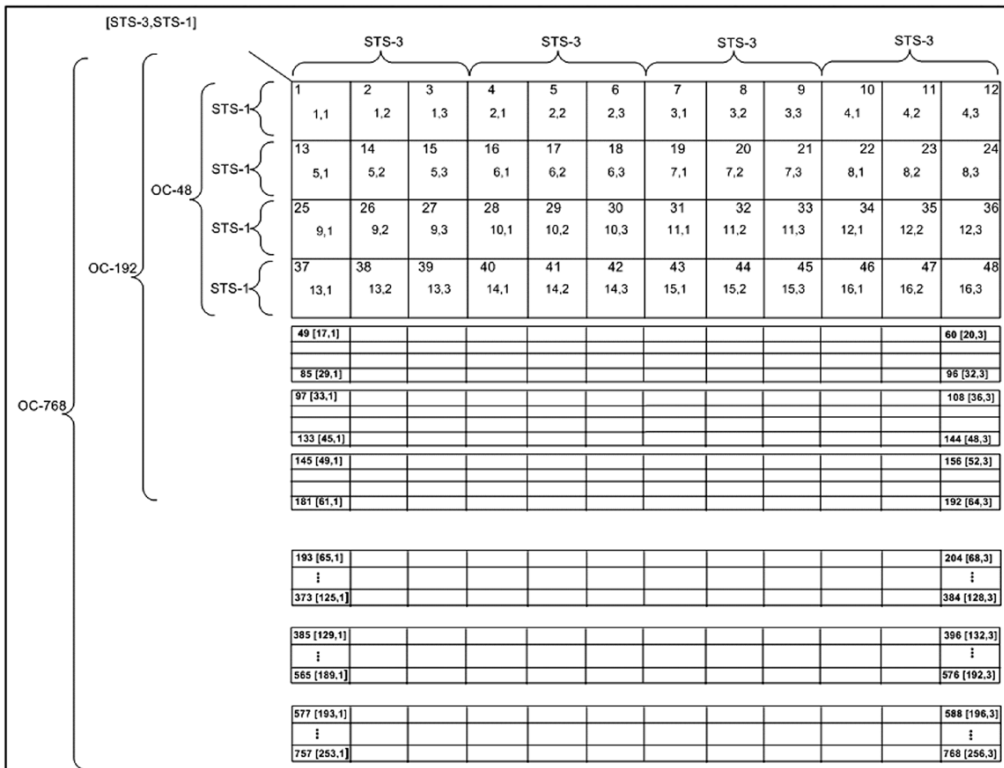 [STS-3,STS-1]
STS-3 STS-3 STS-3 STS-3
1 2 3 4 5 6 7 8 9 10 11 12
STS-1 1,1 1,2 1,3 2,1 2,2 2,3 3,1 3,2 3,3 4,1 4,2 4,3
13 14 15 16 17 18 19 20 21 22 23 24
STS-1 5,1 5,2 5,3 6,1 6,2 6,3 7,1 7,2 7,3 8,1 8,2 8,3
OC-48
25 26 27 28 29 30 31 32 33 34 35 36
STS-1 9,1 9,2 9,3 10,1 10,2 10,3 11,1 11,2 11,3 12,1 12,2 12,3
OC-192
37 38 39 40 41 42 43 44 45 46 47 48
STS-1 13,1 13,2 13,3 14,1 14,2 14,3 15,1 15,2 15,3 16,1 16,2 16,3
49 [17,1] 60 [20,3]
85 [29,1] 96 [32,3]
97 [33,1] 108 [36,3]
OC-768
133 [45,1] 144 [48,3]
145 [49,1] 156 [52,3]
181 [61,1] 192 [64,3]
193 [65,1] 204 [68,3]
⋮ ⋮
373 [125,1] 384 [128,3]
385 [129,1] 396 [132,3]
⋮ ⋮
565 [189,1] 576 [192,3]
577 [193,1] 588 [196,3]
⋮ ⋮
757 [253,1] 768 [256,3]